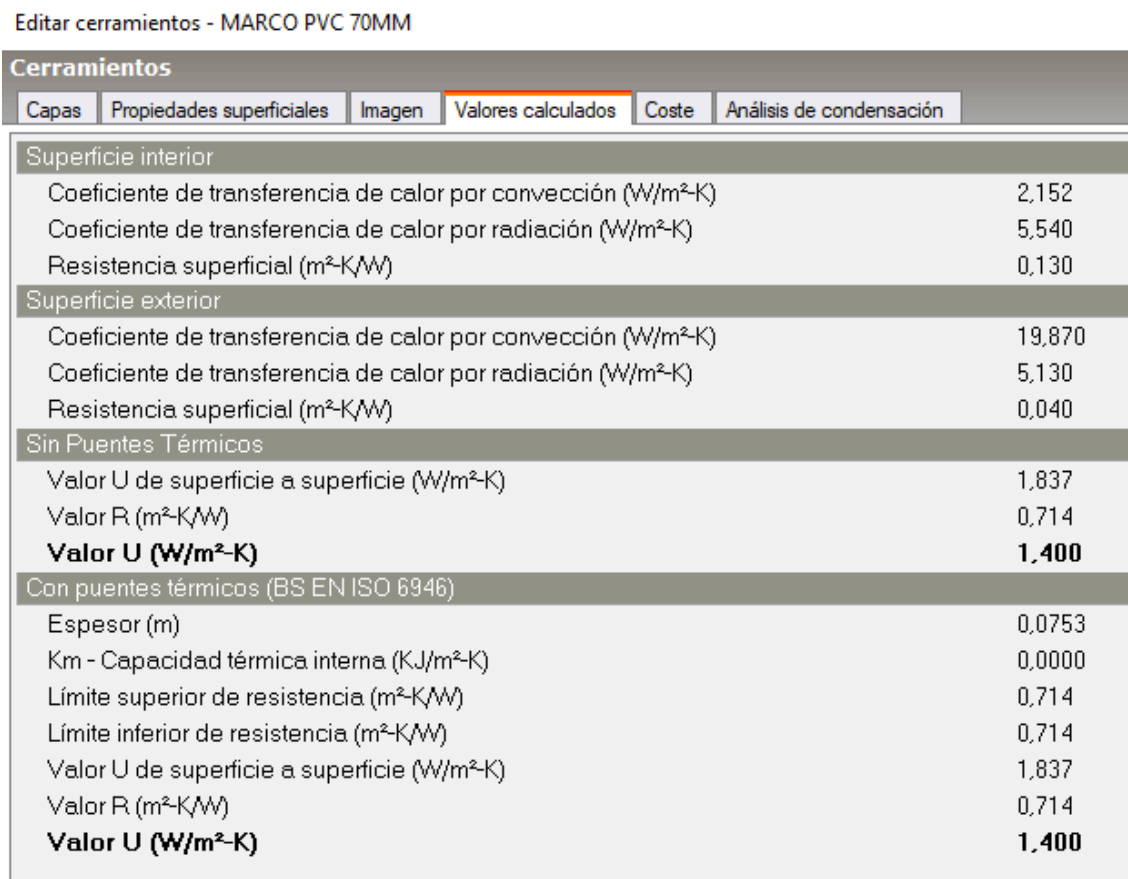 Editar cerramientos - MARCO PVC 70MM
Cerramientos
Capas Propiedades superficiales Imagen Valores calculados Coste Análisis de condensación
Superficie interior
Coeficiente de transferencia de calor por convección (W/m²-K) 2,152
Coeficiente de transferencia de calor por radiación (W/m²-K) 5,540
Resistencia superficial (m²-K/W) 0,130
Superficie exterior
Coeficiente de transferencia de calor por convección (W/m²-K) 19,870
Coeficiente de transferencia de calor por radiación (W/m²-K) 5,130
Resistencia superficial (m²-K/W) 0,040
Sin Puentes Térmicos
Valor U de superficie a superficie (W/m²-K) 1,837
Valor R (m²-K/W) 0,714
Valor U (W/m²-K) 1,400
Con puentes térmicos (BS EN ISO 6946)
Espesor (m) 0,0753
Km - Capacidad térmica interna (KJ/m²-K) 0,0000
Límite superior de resistencia (m²-K/W) 0,714
Límite inferior de resistencia (m²-K/W) 0,714
Valor U de superficie a superficie (W/m²-K) 1,837
Valor R (m²-K/W) 0,714
Valor U (W/m²-K) 1,400